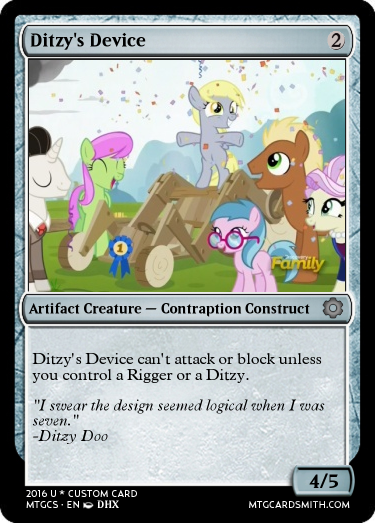 Ditzy's Device 2
1
Discovery
Family
Artifact Creature — Contraption Construct
Ditzy's Device can't attack or block unless
you control a Rigger or a Ditzy.
"I swear the design seemed logical when I was
seven."
-Ditzy Doo
4/5
2016 U * CUSTOM CARD
MTGCS • EN DHX
MTGCARDSMITH.COM